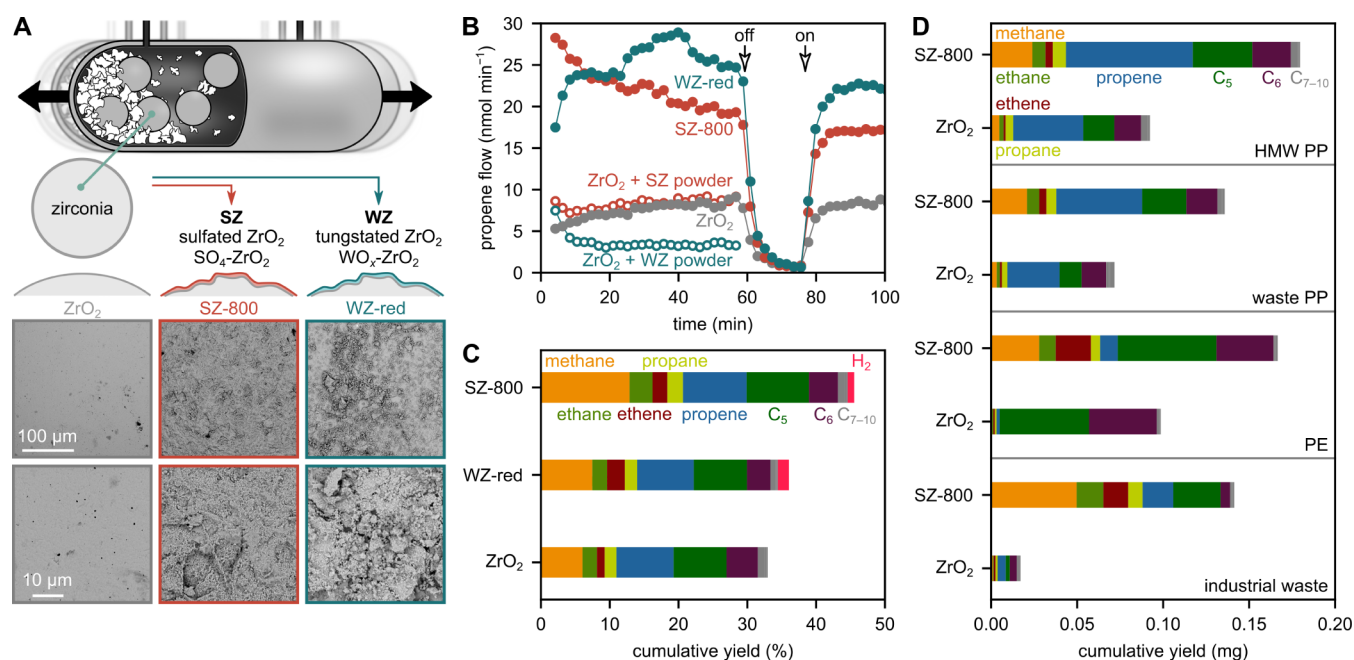 A
zirconia
SZ
sulfated ZrO₂
SO₄-ZrO₂
WZ
tungstated ZrO₂
WOₓ-ZrO₂
ZrO₂
SZ-800
WZ-red
100 µm
10 µm
B
propene flow (nmol min⁻¹)
30
25
20
15
10
5
0
off
on
WZ-red
SZ-800
ZrO₂ + SZ powder
ZrO₂
ZrO₂ + WZ powder
0 20 40 60 80 100
time (min)
C
methane propane H₂
SZ-800
ethane ethene propene C₅ C₆ C₇₋₁₀
WZ-red
ZrO₂
0 10 20 30 40 50
cumulative yield (%)
D
methane
SZ-800
ethane propene C₅ C₆ C₇₋₁₀
ethene
ZrO₂
propane HMW PP
SZ-800
ZrO₂
waste PP
SZ-800
ZrO₂
PE
SZ-800
ZrO₂
industrial waste
0.00 0.05 0.10 0.15 0.20
cumulative yield (mg)